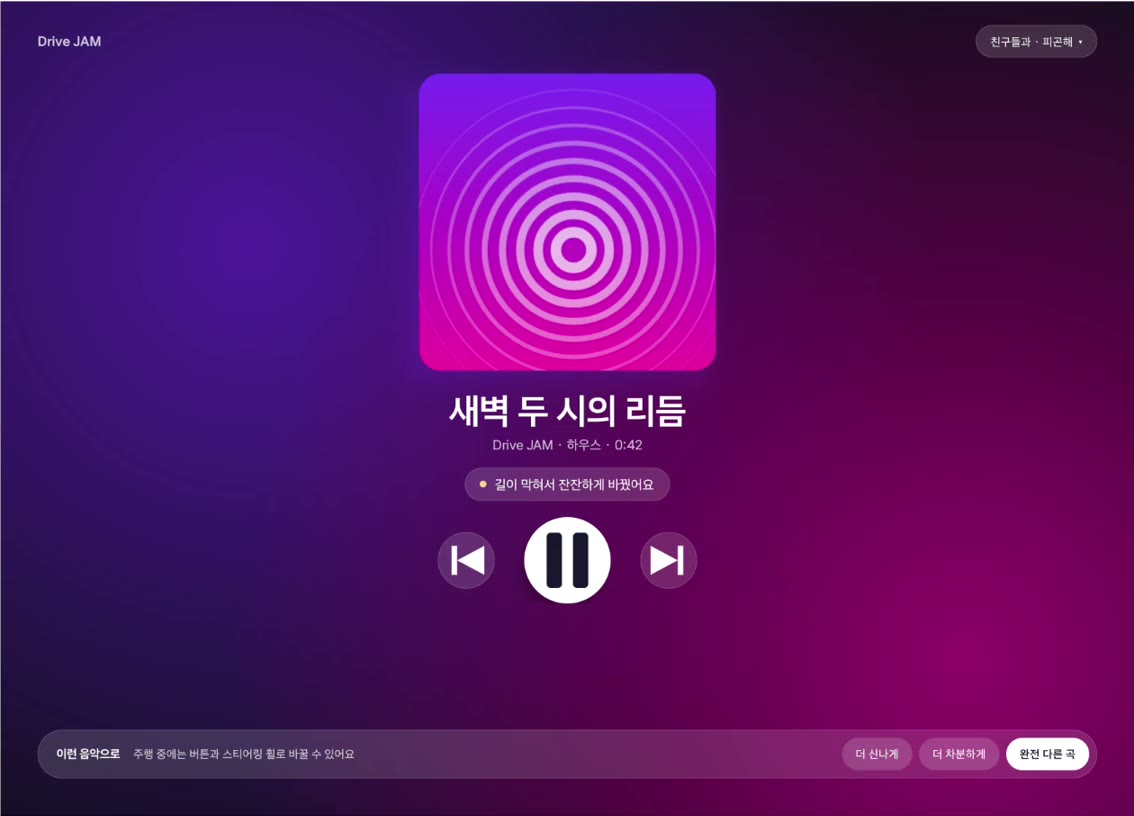 Drive JAM
친구들과 · 피곤해 ▾
새벽 두 시의 리듬
Drive JAM · 하우스 · 0:42
길이 막혀서 잔잔하게 바꿨어요
이런 음악으로 주행 중에는 버튼과 스티어링 휠로 바꿀 수 있어요 더 신나게 더 차분하게 완전 다른 곡